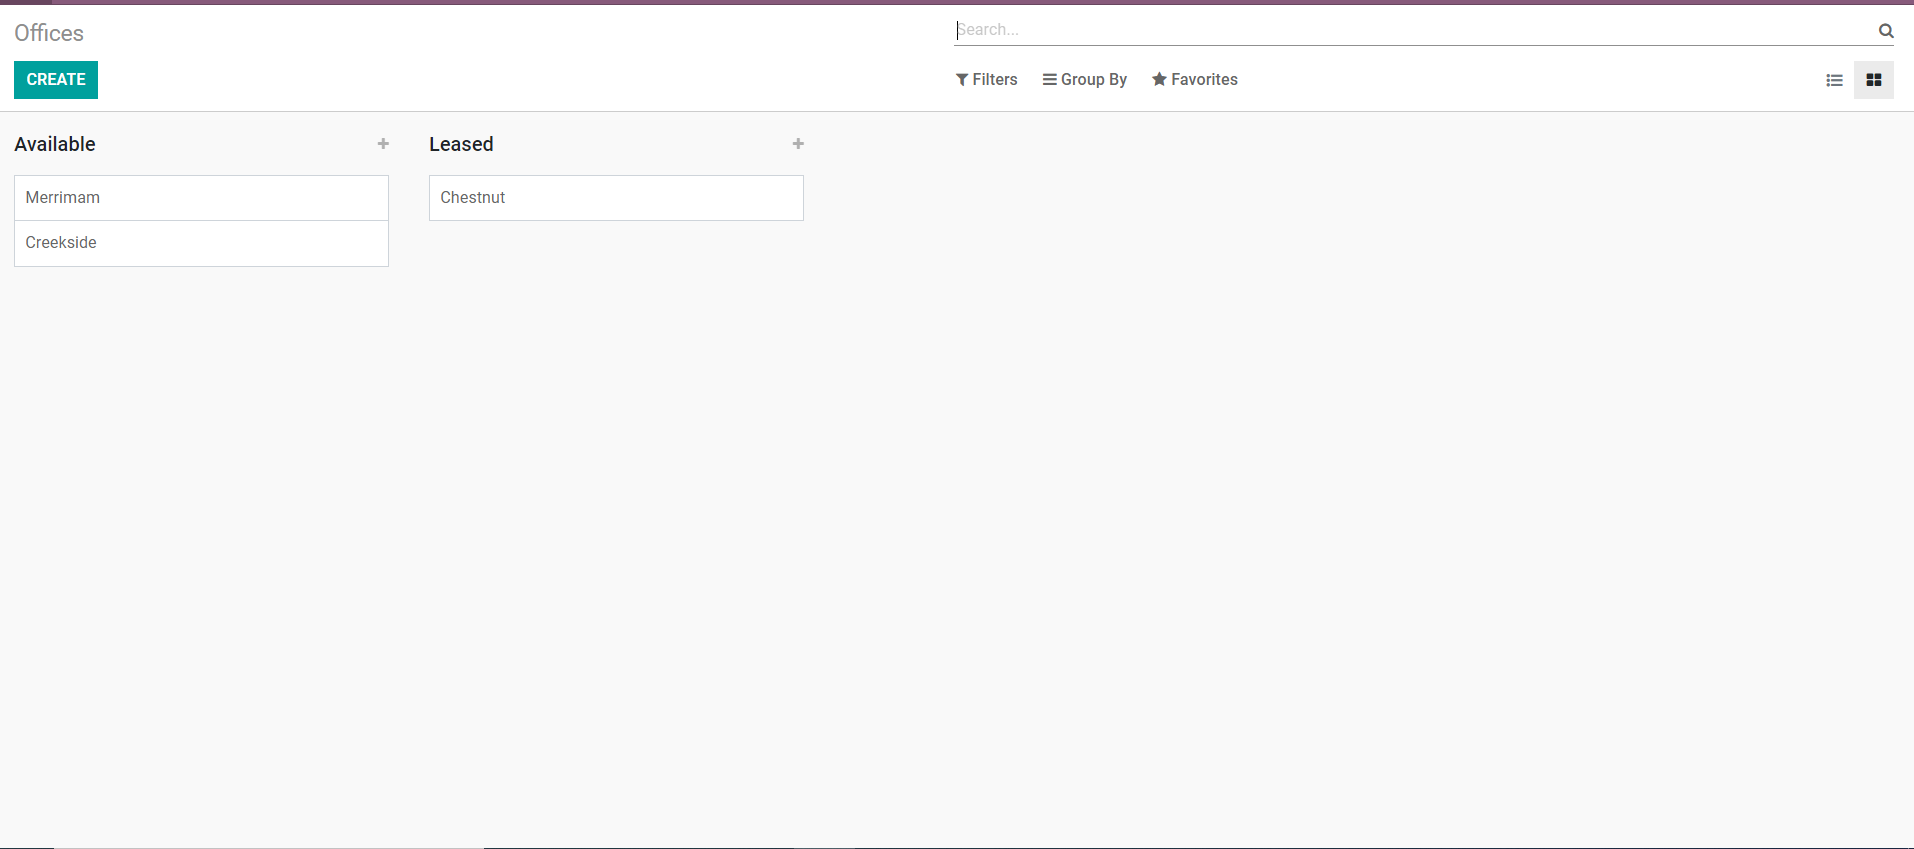 Offices
Search...
CREATE
Filters
Group By
Favorites
Available
Leased
Merrimam
Chestnut
Creekside